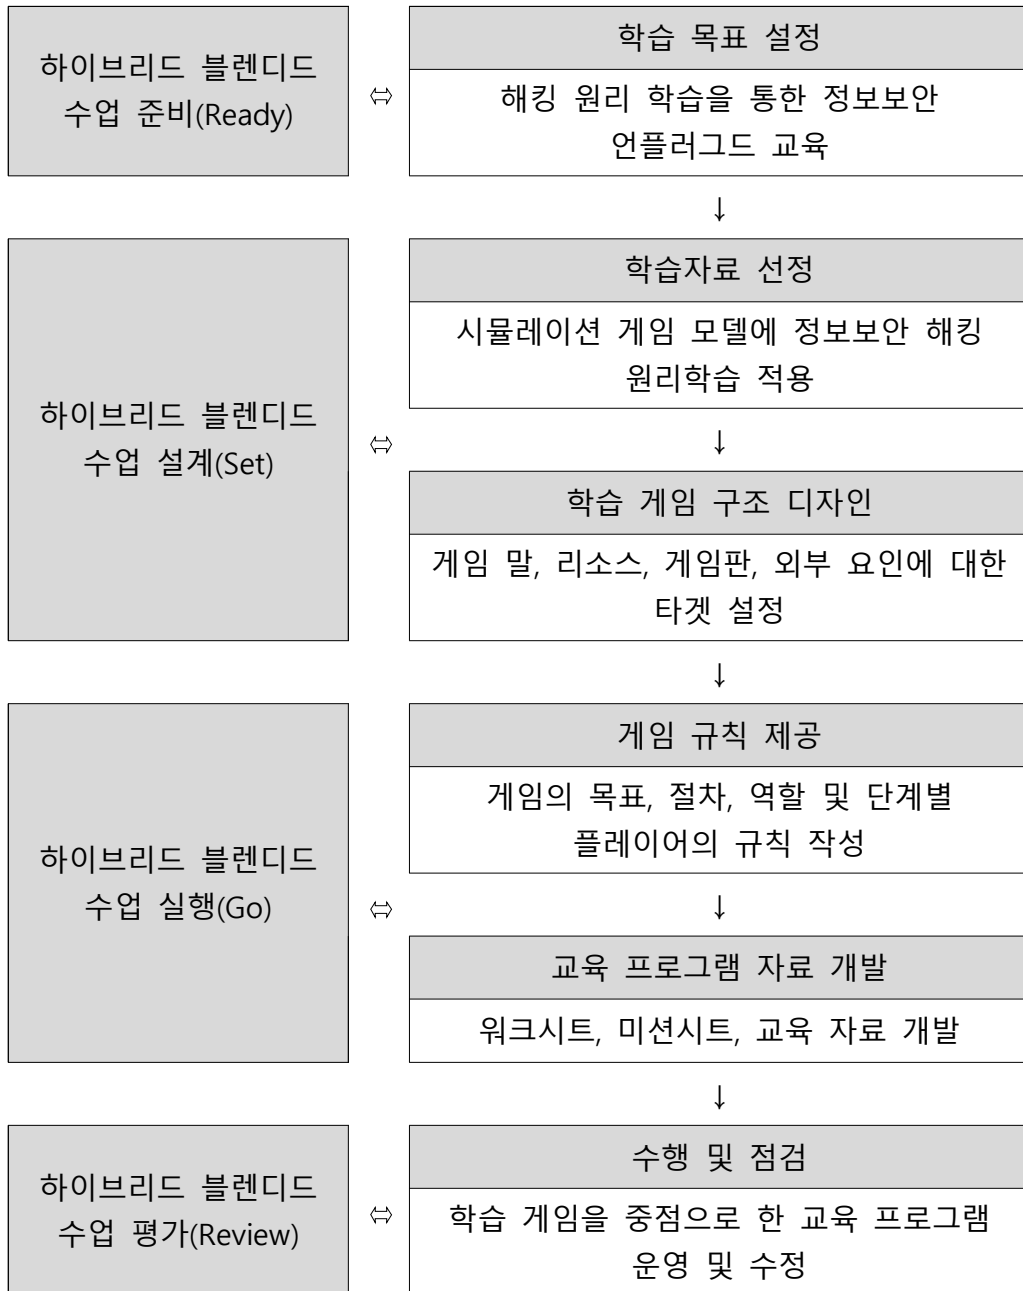 하이브리드 블렌디드
수업 준비(Ready)
⇔
학습 목표 설정
해킹 원리 학습을 통한 정보보안
언플러그드 교육
↓
하이브리드 블렌디드
수업 설계(Set)
⇔
학습자료 선정
시뮬레이션 게임 모델에 정보보안 해킹
원리학습 적용
↓
학습 게임 구조 디자인
게임 말, 리소스, 게임판, 외부 요인에 대한
타겟 설정
↓
하이브리드 블렌디드
수업 실행(Go)
⇔
게임 규칙 제공
게임의 목표, 절차, 역할 및 단계별
플레이어의 규칙 작성
↓
교육 프로그램 자료 개발
워크시트, 미션시트, 교육 자료 개발
↓
하이브리드 블렌디드
수업 평가(Review)
⇔
수행 및 점검
학습 게임을 중점으로 한 교육 프로그램
운영 및 수정